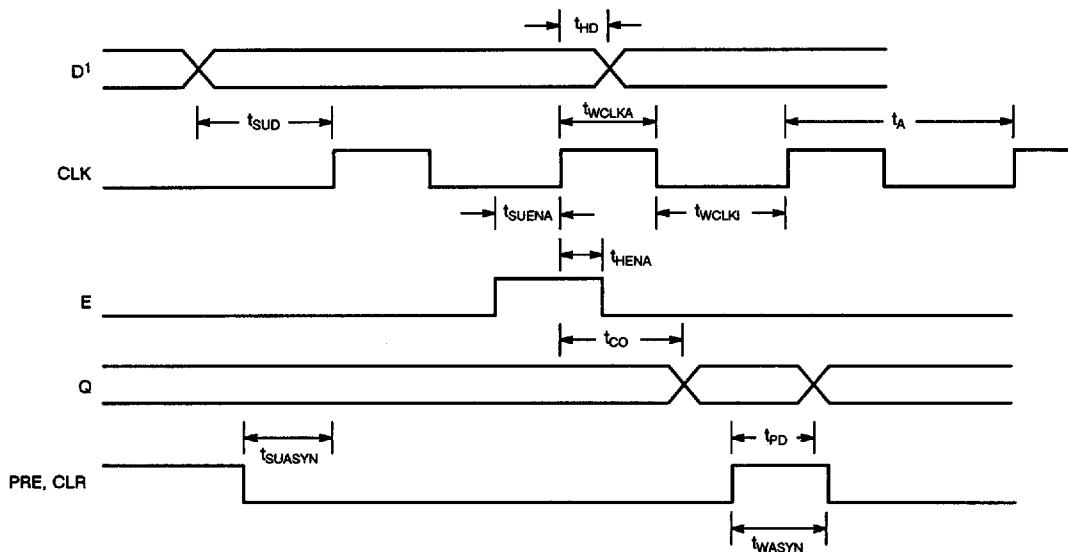 tHD
D¹
tSUD
tWCLKA
tA
CLK
tSUENA
tWCLKI
tHENA
E
tCO
Q
tSUASYN
tPD
PRE, CLR
tWASYN